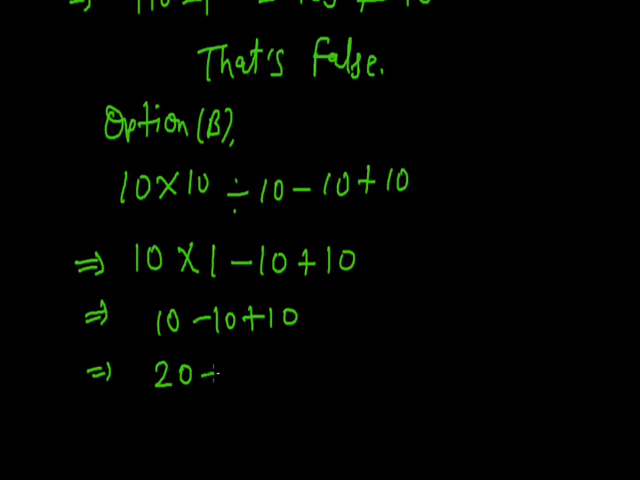 That's False.
Option (B),
10 × 10 ÷ 10 - 10 + 10
⇒ 10 × 1 - 10 + 10
⇒ 10 - 10 + 10
⇒ 20 -